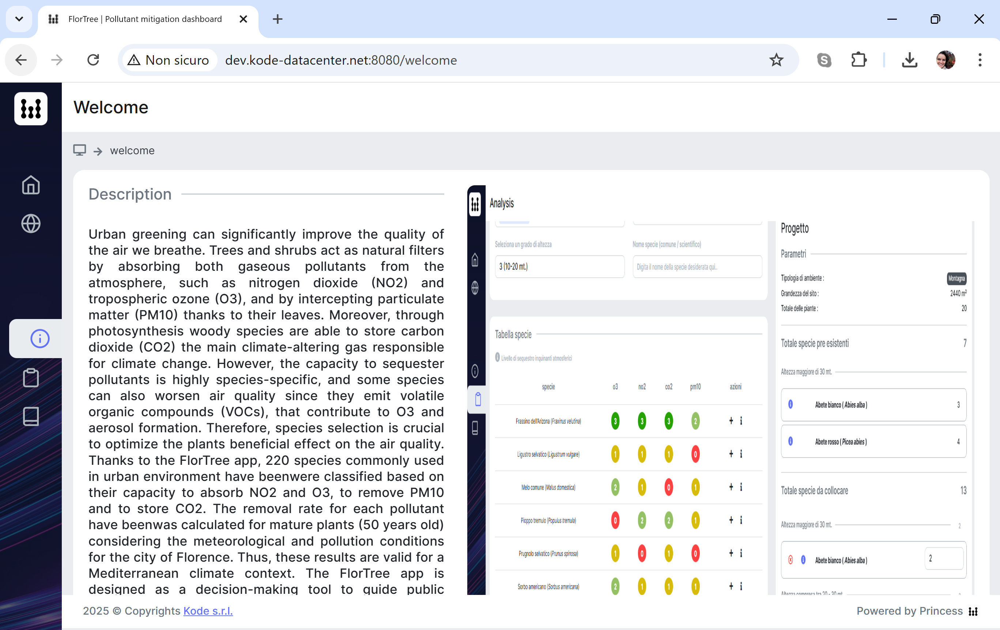 FlorTree | Pollutant mitigation dashboard
Non sicuro dev.kode-datacenter.net:8080/welcome
Welcome
welcome
Description
Urban greening can significantly improve the quality of
the air we breathe. Trees and shrubs act as natural filters
by absorbing both gaseous pollutants from the
atmosphere, such as nitrogen dioxide (NO2) and
tropospheric ozone (O3), and by intercepting particulate
matter (PM10) thanks to their leaves. Moreover, through
photosynthesis woody species are able to store carbon
dioxide (CO2) the main climate-altering gas responsible
for climate change. However, the capacity to sequester
pollutants is highly species-specific, and some species
can also worsen air quality since they emit volatile
organic compounds (VOCs), that contribute to O3 and
aerosol formation. Therefore, species selection is crucial
to optimize the plants beneficial effect on the air quality.
Thanks to the FlorTree app, 220 species commonly used
in urban environment have beenwere classified based on
their capacity to absorb NO2 and O3, to remove PM10
and to store CO2. The removal rate for each pollutant
have beenwas calculated for mature plants (50 years old)
considering the meteorological and pollution conditions
for the city of Florence. Thus, these results are valid for a
Mediterranean climate context. The FlorTree app is
designed as a decision-making tool to guide public
Analysis
Seleziona un grado di altezza
3 (10-20 mt.)
Nome specie (comune / scientifico)
Digita il nome della specie desiderata qui..
Tabella specie
Livello di sequestro inquinanti atmosferici
specie o3 no2 co2 pm10 azioni
Frassino dell'Arizona (Fraxinus velutina) 3 3 3 2 + i
Ligustro selvatico (Ligustrum vulgare) 1 1 1 0 + i
Melo comune (Malus domestica) 2 1 0 1 + i
Pioppo tremulo (Populus tremula) 0 2 2 1 + i
Prugnolo selvatico (Prunus spinosa) 1 0 1 0 + i
Sorbo americano (Sorbus americana) 2 1 1 1 + i
Progetto
Parametri
Tipologia di ambiente : Montagna
Grandezza del sito : 2440 m²
Totale delle piante : 20
Totale specie pre esistenti 7
Altezza maggiore di 30 mt.
Abete bianco ( Abies alba ) 3
Abete rosso ( Picea abies ) 4
Totale specie da collocare 13
Altezza maggiore di 30 mt. 2
Abete bianco ( Abies alba ) 2
Altezza compresa tra 20 - 30 mt.
2025 © Copyrights Kode s.r.l.
Powered by Princess